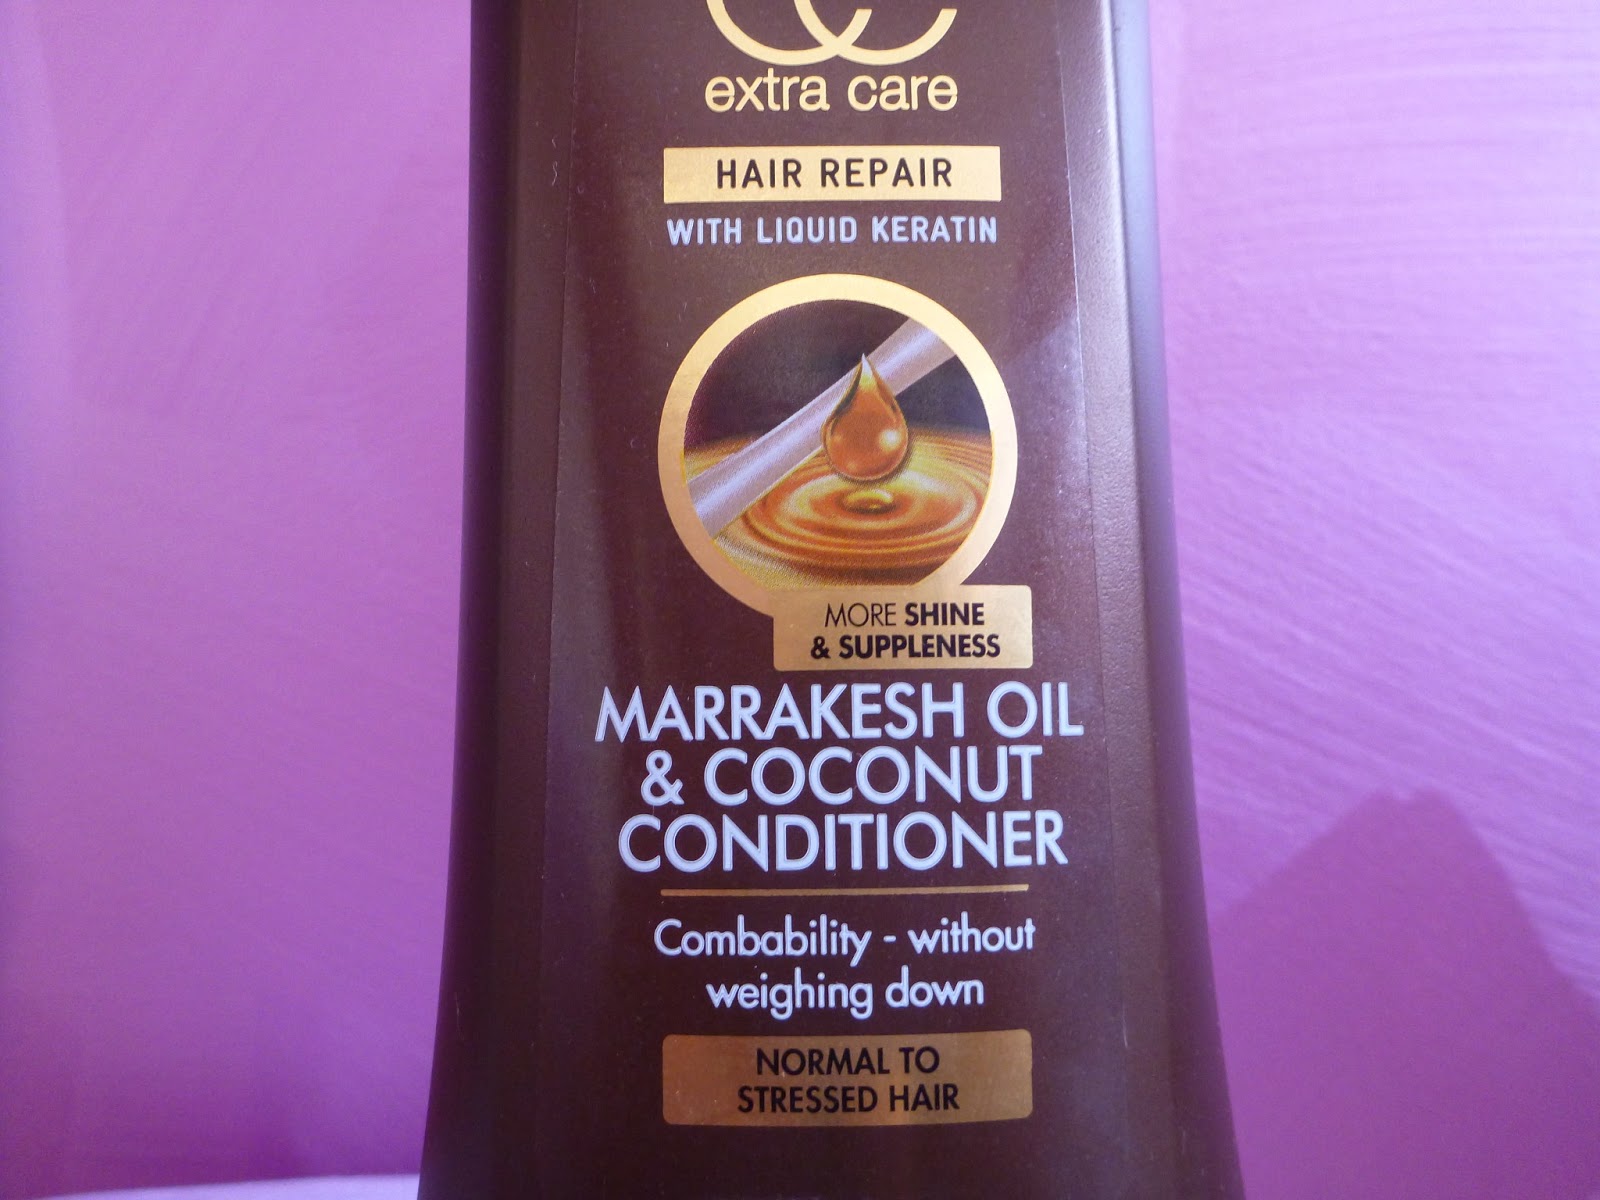 extra care
HAIR REPAIR
WITH LIQUID KERATIN
MORE SHINE
& SUPPLENESS
MARRAKESH OIL
& COCONUT
CONDITIONER
Combability - without
weighing down
NORMAL TO
STRESSED HAIR